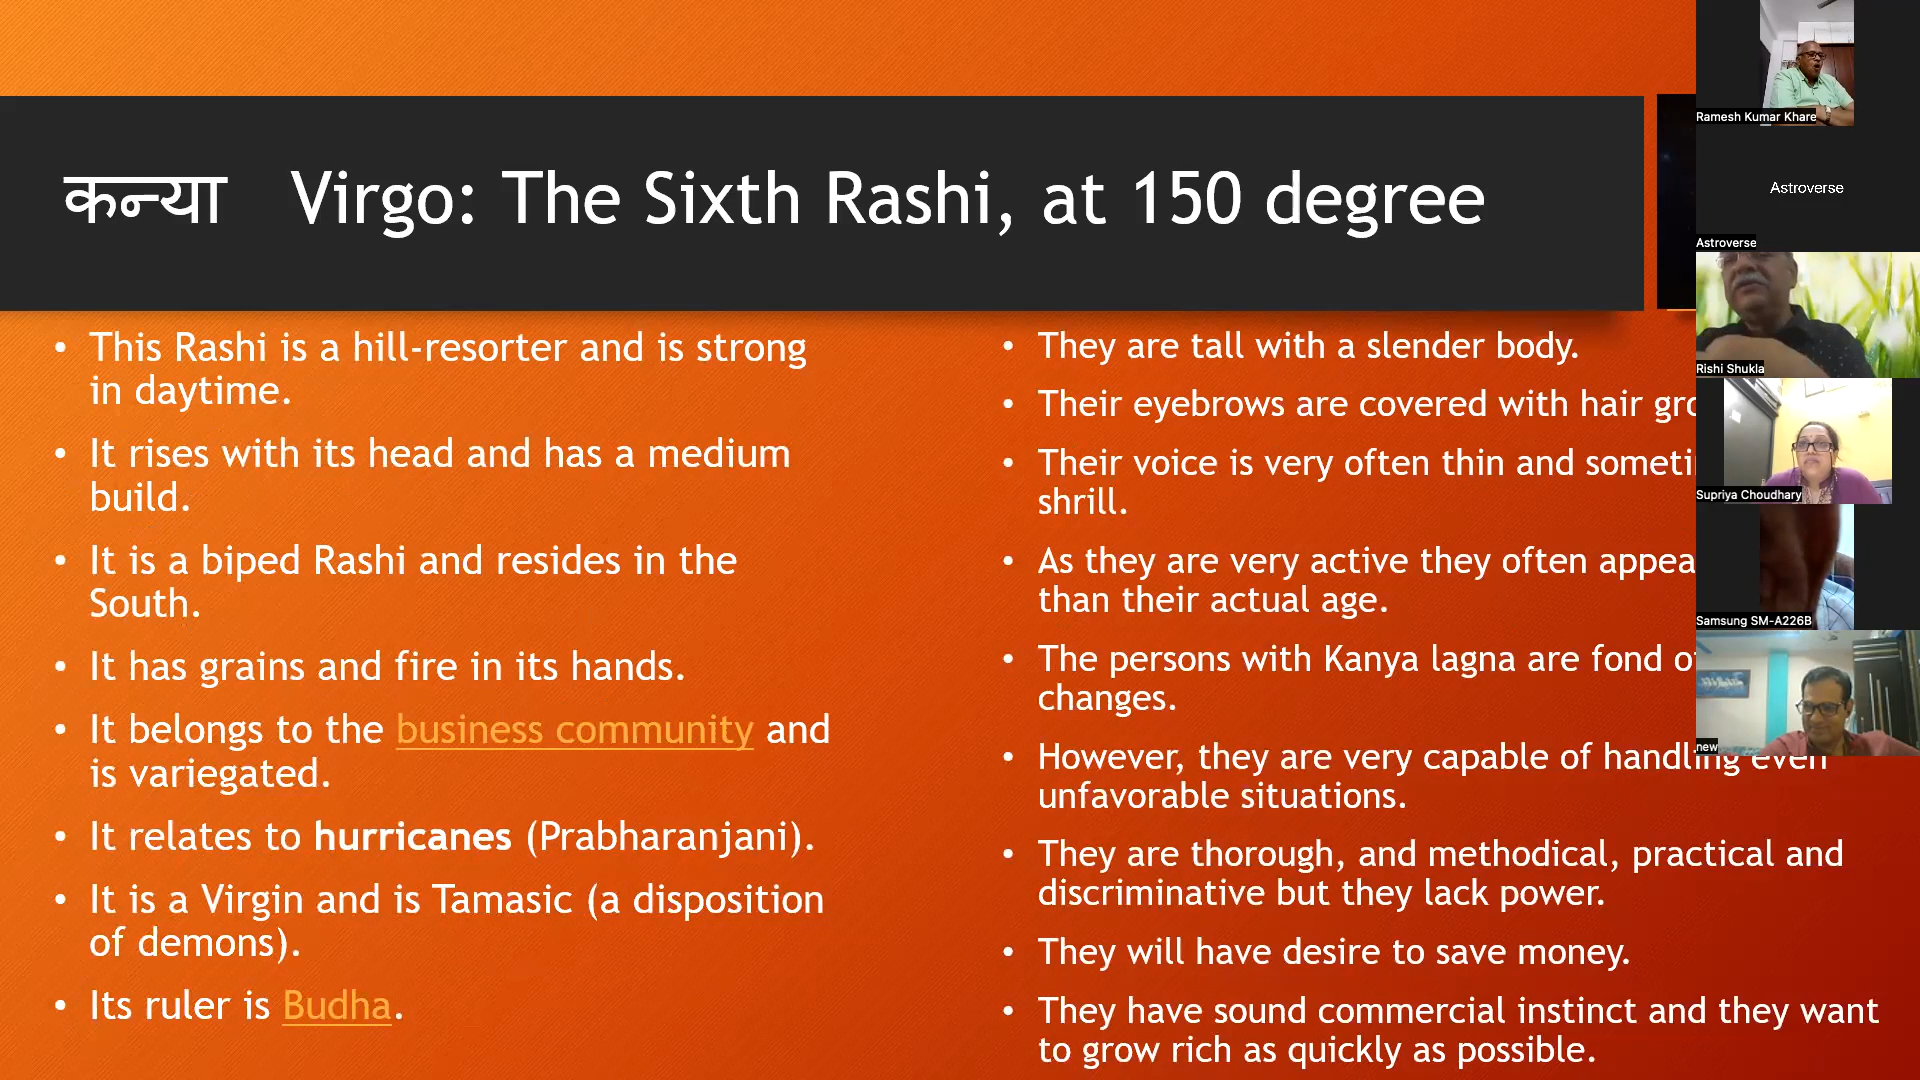 कन्या Virgo: The Sixth Rashi, at 150 degree
• This Rashi is a hill-resorter and is strong
in daytime.
• It rises with its head and has a medium
build.
• It is a biped Rashi and resides in the
South.
• It has grains and fire in its hands.
• It belongs to the business community and
is variegated.
• It relates to hurricanes (Prabharanjani).
• It is a Virgin and is Tamasic (a disposition
of demons).
• Its ruler is Budha.
• They are tall with a slender body.
• Their eyebrows are covered with hair
• Their voice is very often thin and
shrill.
• As they are very active they often
than their actual age.
• The persons with Kanya lagna are fond
changes.
• However, they are very capable of handling even
unfavorable situations.
• They are thorough, and methodical, practical and
discriminative but they lack power.
• They will have desire to save money.
• They have sound commercial instinct and they want
to grow rich as quickly as possible.
Ramesh Kumar Khare
Astroverse
Astroverse
Rishi Shukla
Supriya Choudhary
Samsung SM-A226B
new